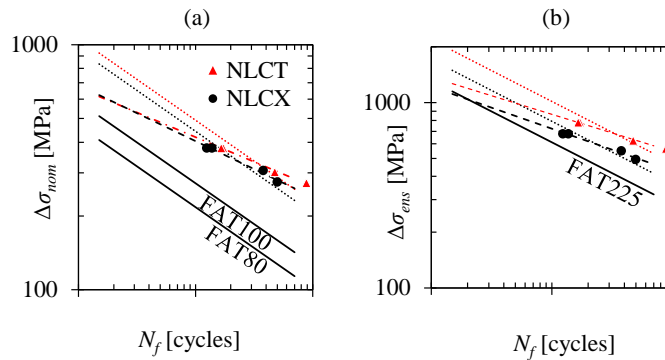 (a)
1000
NLCT
NLCX
Δσnom [MPa]
FAT100
FAT80
100
Nf [cycles]
(b)
1000
Δσens [MPa]
FAT225
100
Nf [cycles]